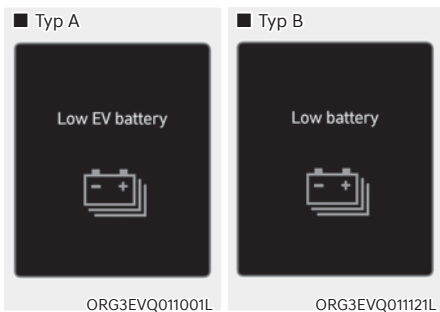 ■ Typ A
Low EV battery
ORG3EVQ011001L
■ Typ B
Low battery
ORG3EVQ011121L